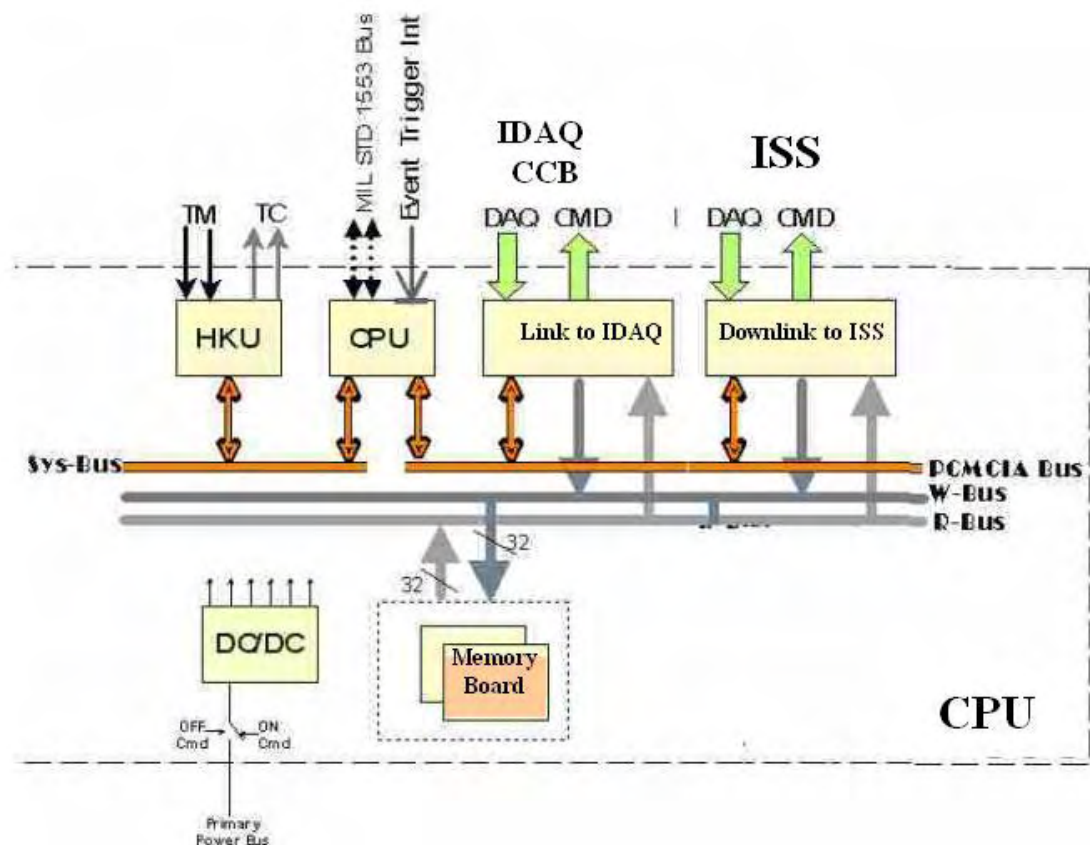 MIL STD 1553 Bus
Event Trigger Int
IDAQ
CCB
ISS
TM
TC
DAQ CMD
I
DAQ CMD
HKU
CPU
Link to IDAQ
Downlink to ISS
Sys-Bus
PCMCIA Bus
W-Bus
R-Bus
32
32
DC/DC
Memory
Board
CPU
OFF
Cmd
ON
Cmd
Primary
Power Bus